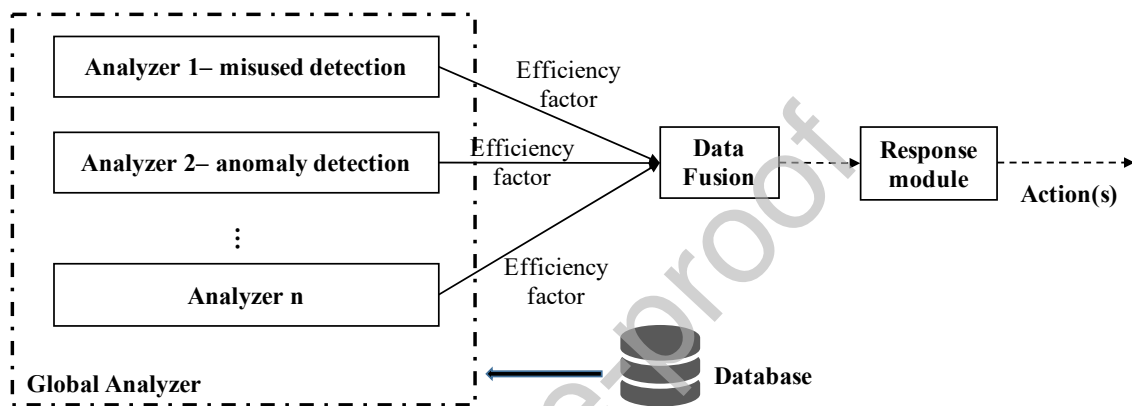 Analyzer 1– misused detection
Efficiency
factor
Analyzer 2– anomaly detection
Efficiency
factor
Data
Fusion
Response
module
Action(s)
⋮
Analyzer n
Efficiency
factor
Global Analyzer
Database
e-proof